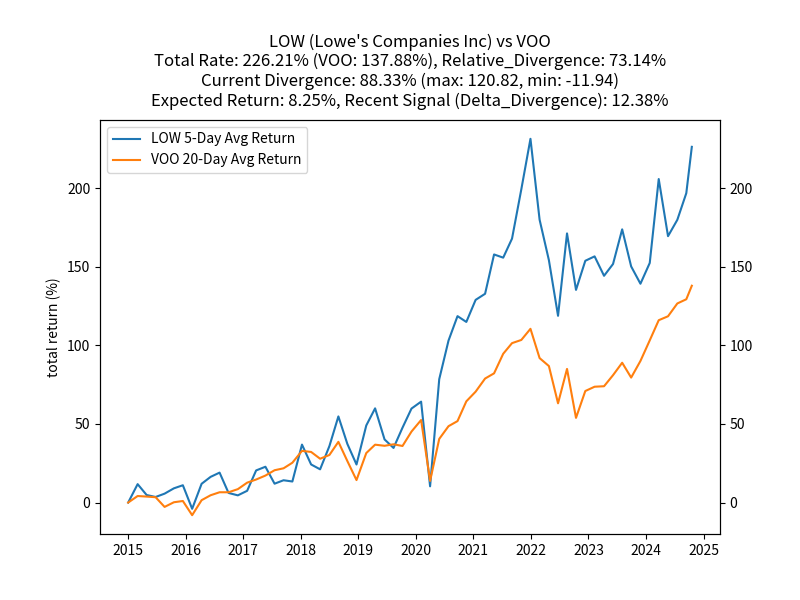 LOW (Lowe's Companies Inc) vs VOO
Total Rate: 226.21% (VOO: 137.88%), Relative_Divergence: 73.14%
Current Divergence: 88.33% (max: 120.82, min: -11.94)
Expected Return: 8.25%, Recent Signal (Delta_Divergence): 12.38%
LOW 5-Day Avg Return
VOO 20-Day Avg Return
total return (%)
200
150
100
50
0
200
150
100
50
0
2015 2016 2017 2018 2019 2020 2021 2022 2023 2024 2025